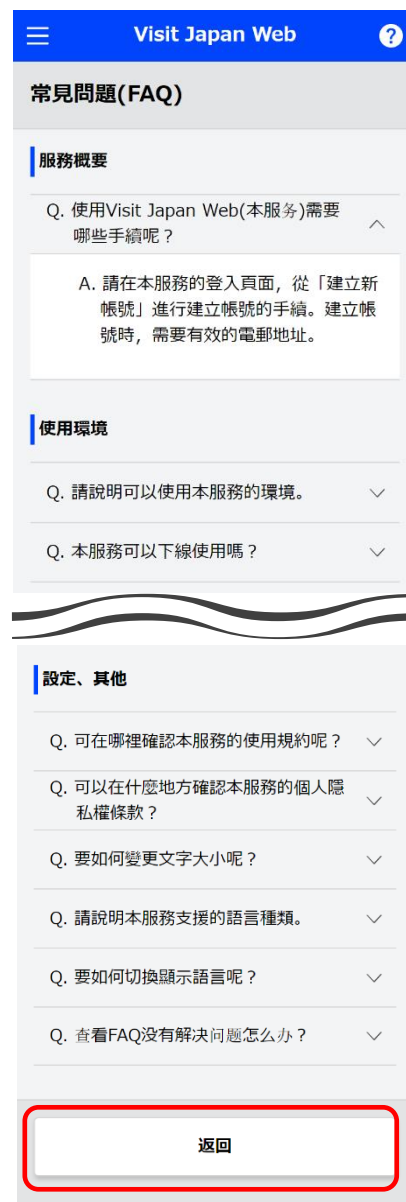 Visit Japan Web
?
常見問題(FAQ)
服務概要
Q. 使用Visit Japan Web(本服务)需要
哪些手續呢？
A. 請在本服務的登入頁面，從「建立新
帳號」進行建立帳號的手續。建立帳
號時，需要有效的電郵地址。
使用環境
Q. 請說明可以使用本服務的環境。
Q. 本服務可以下線使用嗎？
設定、其他
Q. 可在哪裡確認本服務的使用規約呢？
Q. 可以在什麼地方確認本服務的個人隱
私權條款？
Q. 要如何變更文字大小呢？
Q. 請說明本服務支援的語言種類。
Q. 要如何切換顯示語言呢？
Q. 查看FAQ没有解决问题怎么办？
返回